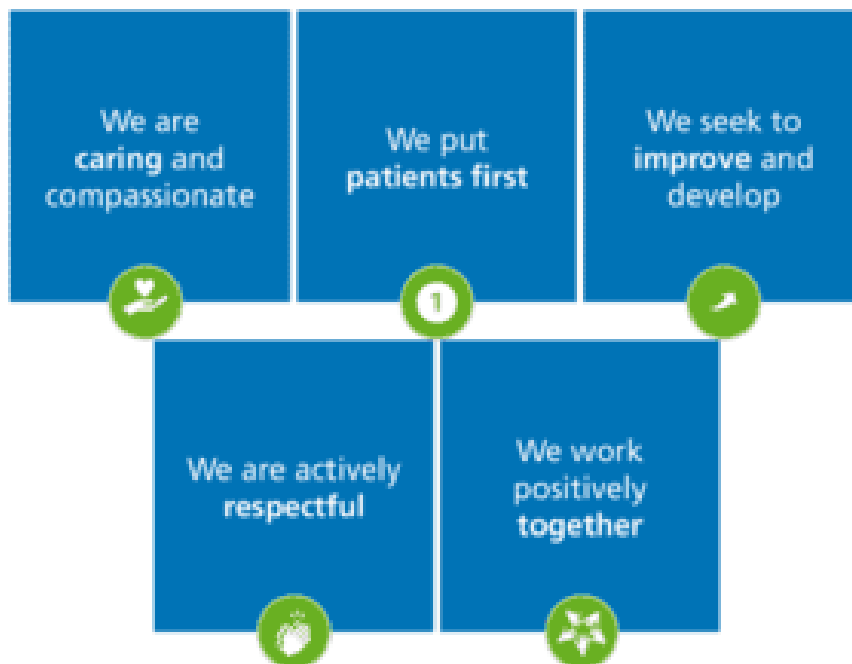 We are
caring and
compassionate
We put
patients first
We seek to
improve and
develop
1
We are actively
respectful
We work
positively
together